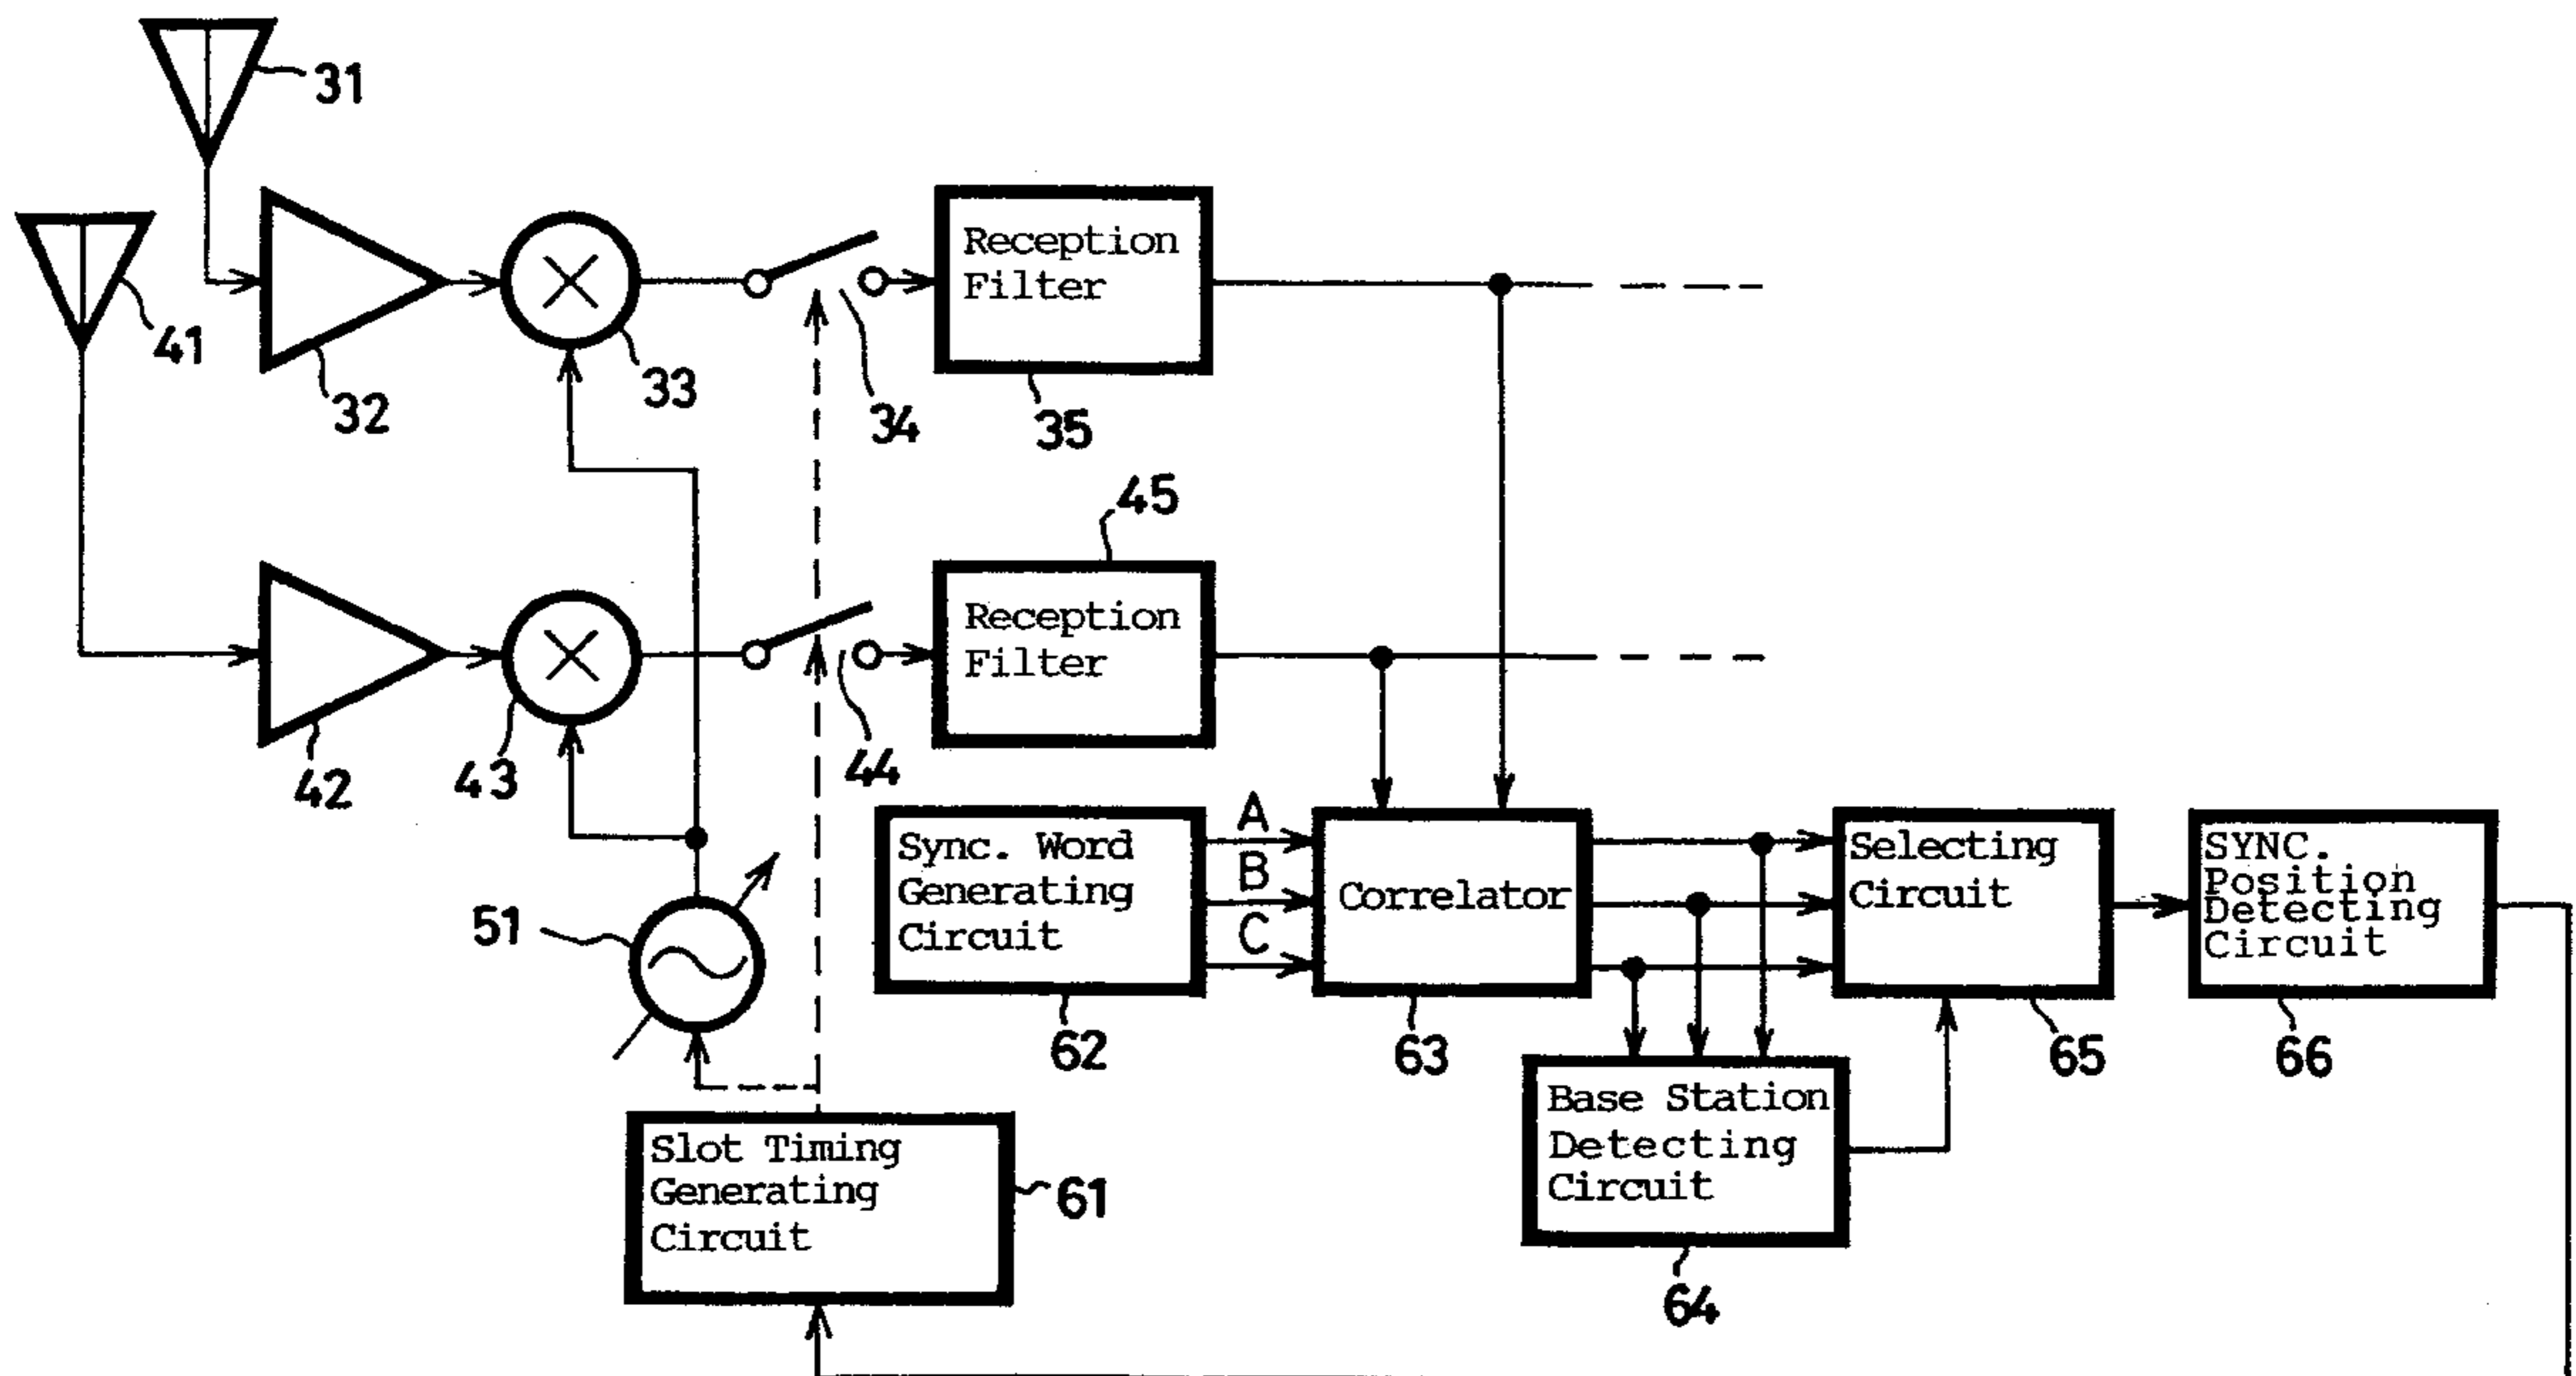 31
41
32
33
34
Reception
Filter
35
45
Reception
Filter
42
43
44
51
Sync. Word
Generating
Circuit
62
A
B
C
Correlator
63
Selecting
Circuit
65
SYNC.
Position
Detecting
Circuit
66
Base Station
Detecting
Circuit
64
Slot Timing
Generating
Circuit
61